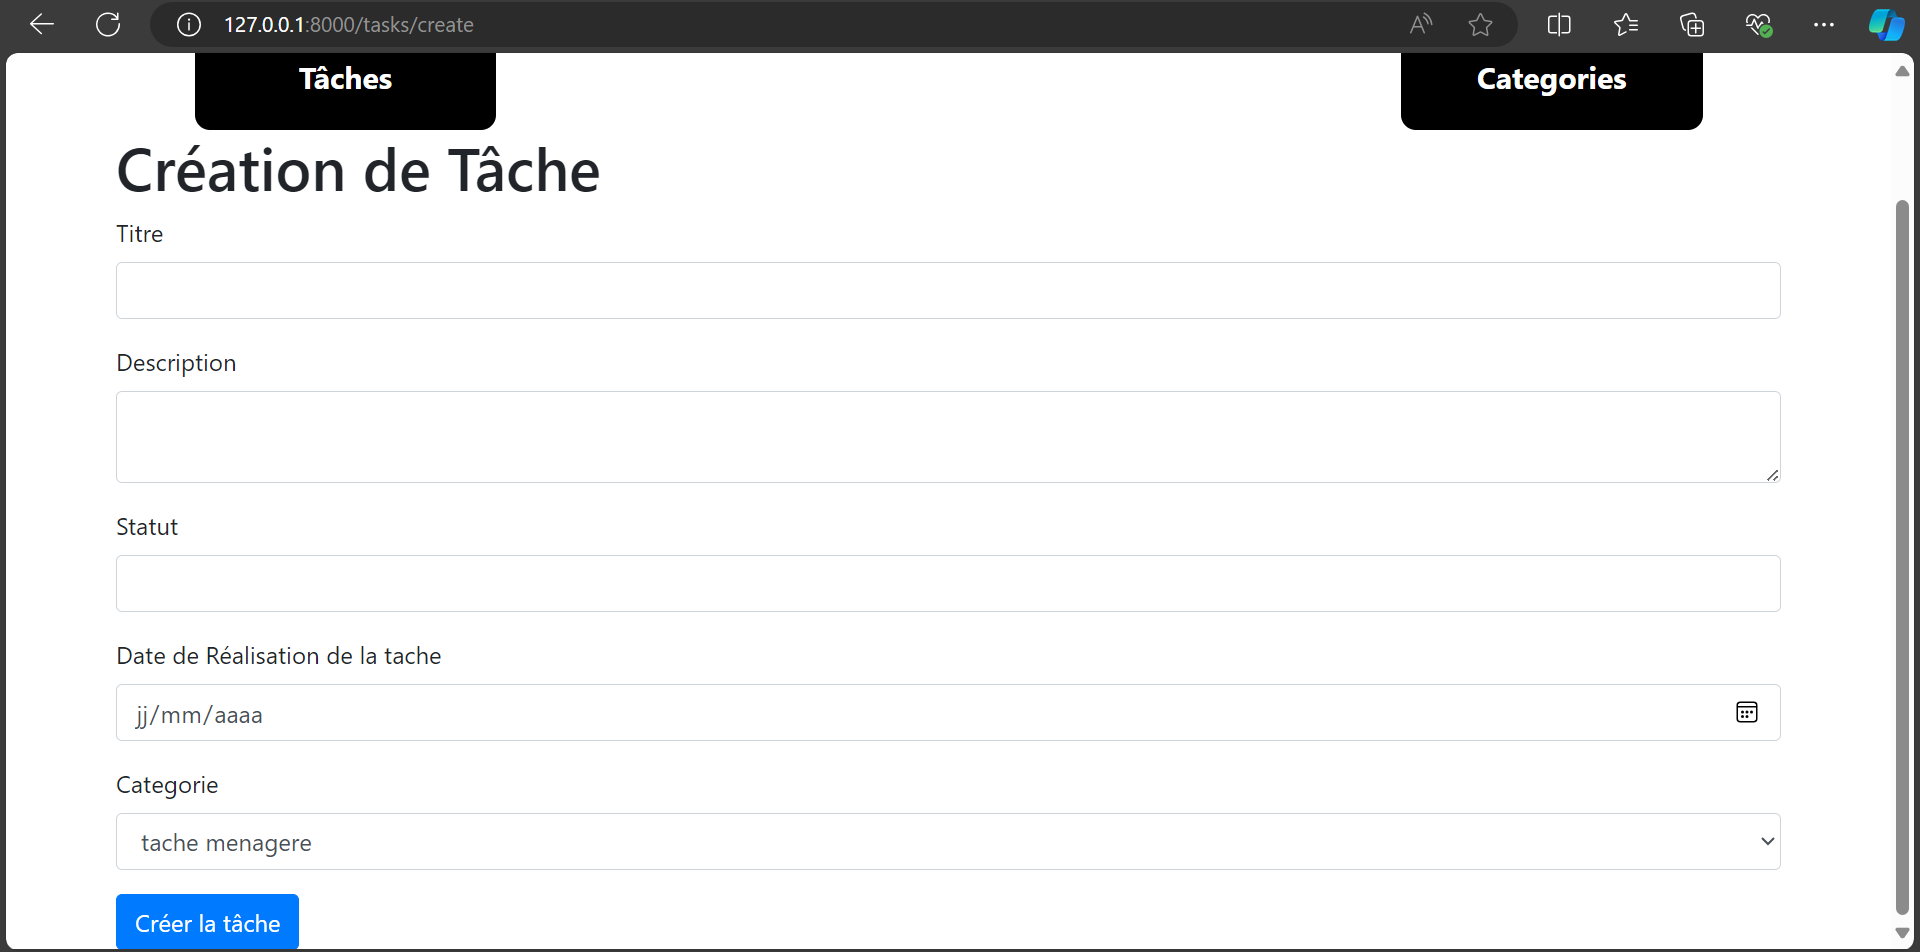 127.0.0.1:8000/tasks/create
Tâches
Categories
Création de Tâche
Titre
Description
Statut
Date de Réalisation de la tache
jj/mm/aaaa
Categorie
tache menagere
Créer la tâche